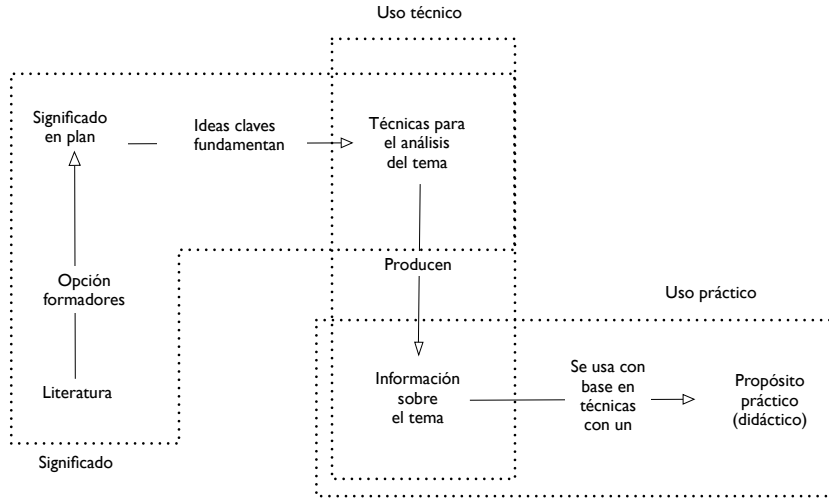 Uso técnico
Significado
en plan
Ideas claves
fundamentan
Técnicas para
el análisis
del tema
Opción
formadores
Producen
Uso práctico
Literatura
Información
sobre
el tema
Se usa con
base en
técnicas
con un
Propósito
práctico
(didáctico)
Significado